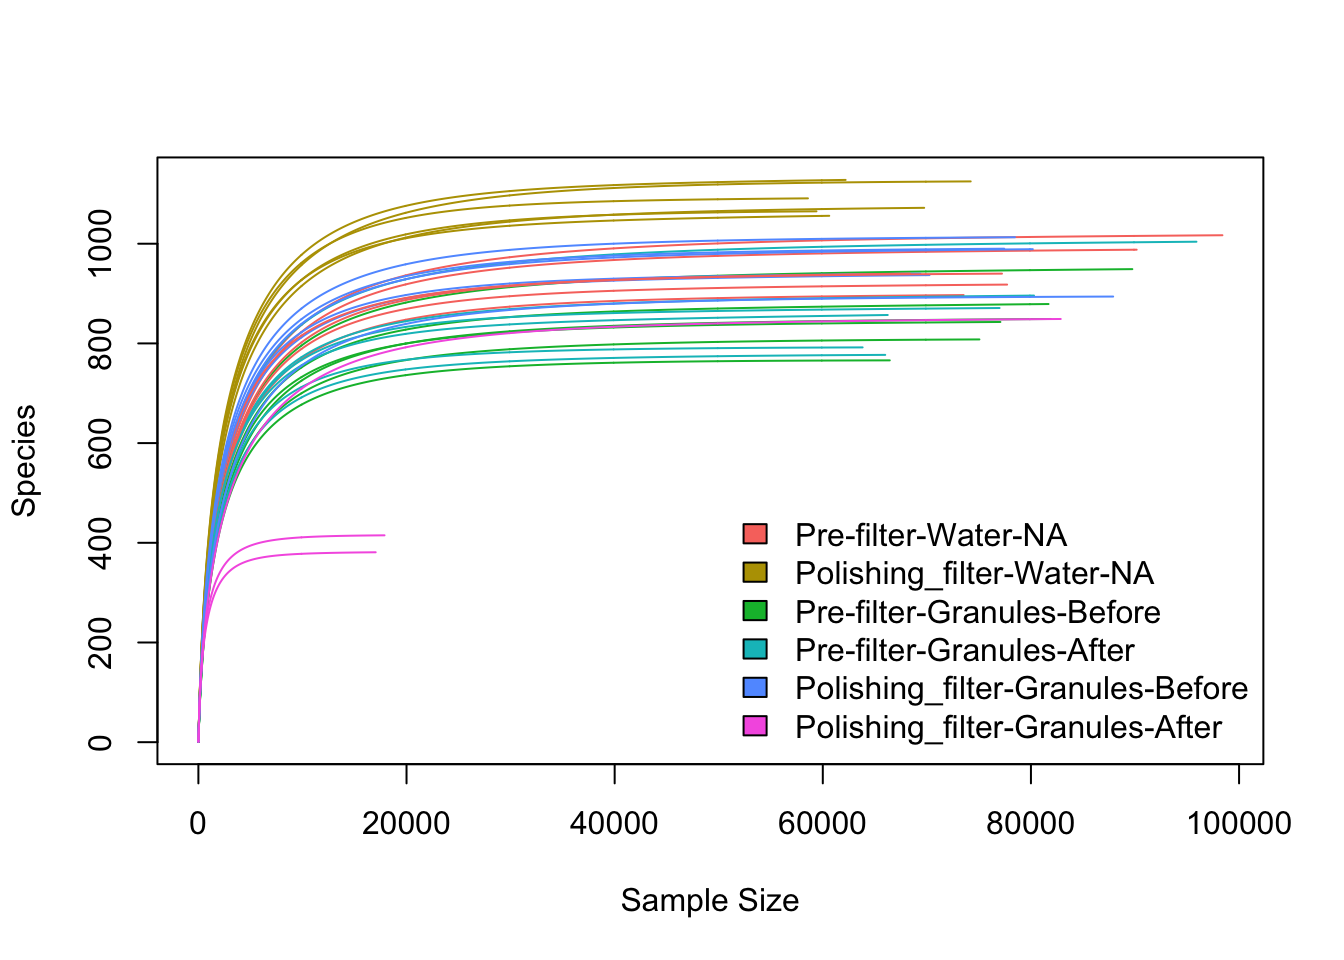 1000
800
600
400
200
0
Species
Pre-filter-Water-NA
Polishing_filter-Water-NA
Pre-filter-Granules-Before
Pre-filter-Granules-After
Polishing_filter-Granules-Before
Polishing_filter-Granules-After
0 20000 40000 60000 80000 100000
Sample Size